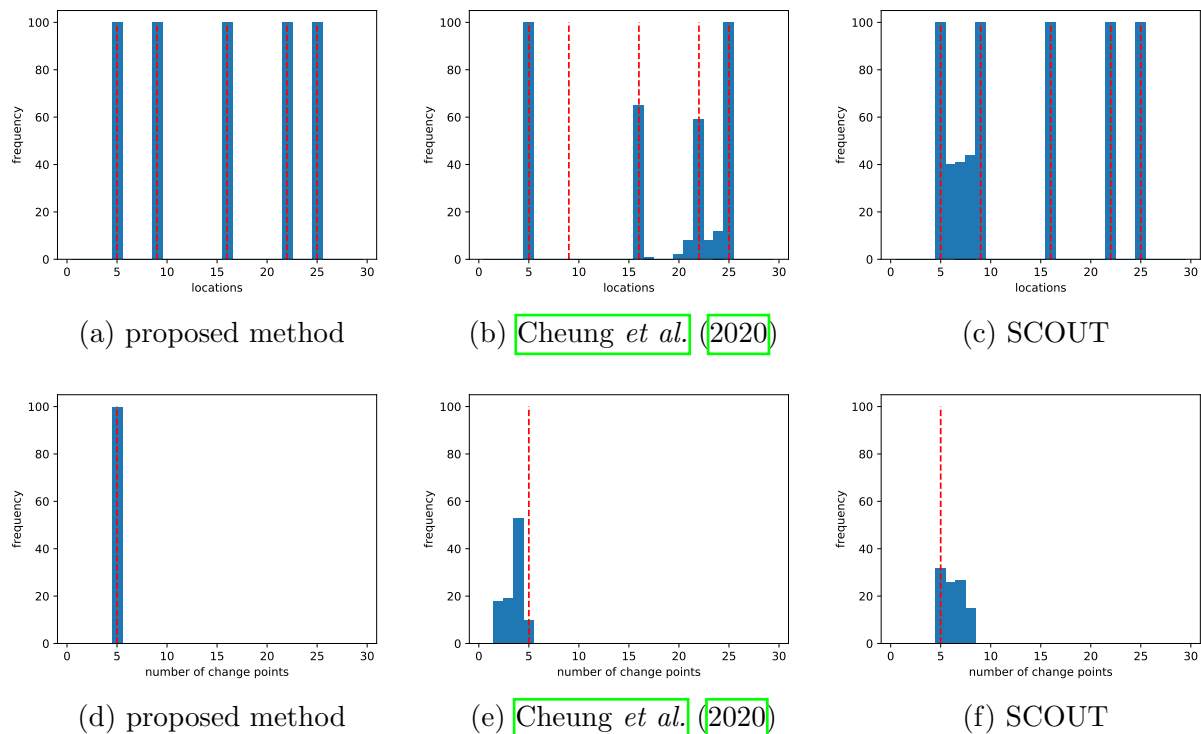 100
80
60
40
20
0
frequency
0 5 10 15 20 25 30
locations
(a) proposed method
100
80
60
40
20
0
frequency
0 5 10 15 20 25 30
locations
(b) Cheung et al. (2020)
100
80
60
40
20
0
frequency
0 5 10 15 20 25 30
locations
(c) SCOUT
100
80
60
40
20
0
frequency
0 5 10 15 20 25 30
number of change points
(d) proposed method
100
80
60
40
20
0
frequency
0 5 10 15 20 25 30
number of change points
(e) Cheung et al. (2020)
100
80
60
40
20
0
frequency
0 5 10 15 20 25 30
number of change points
(f) SCOUT